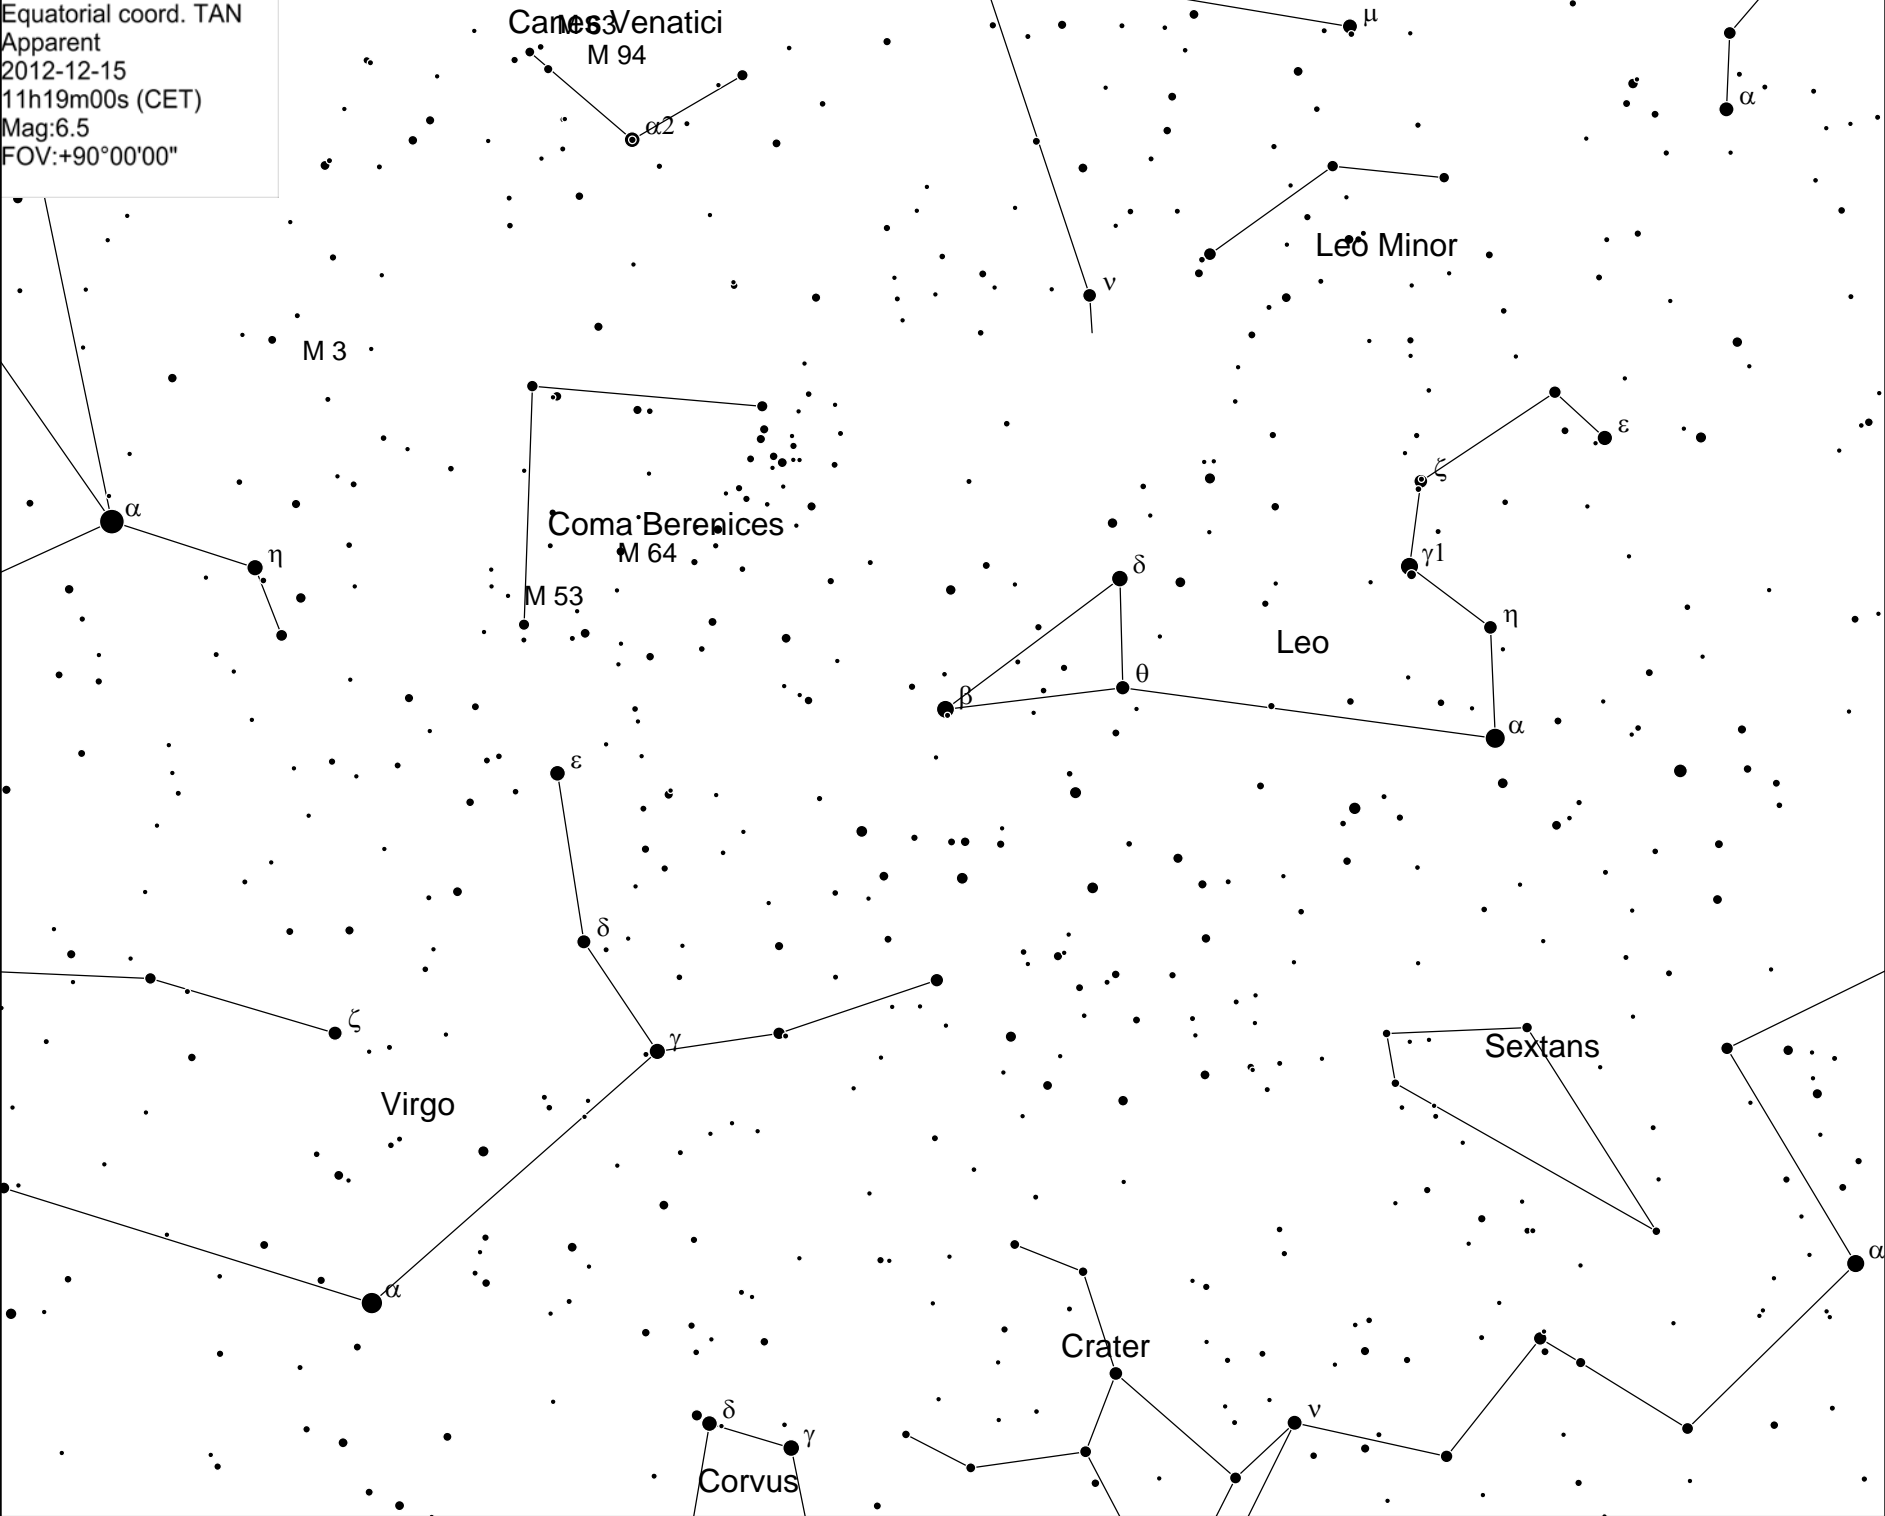 Equatorial coord. TAN
Apparent
2012-12-15
11h19m00s (CET)
Mag:6.5
FOV:+90°00'00"
Canes Venatici
M 63
M 94
α2
μ
α
ν
Leo Minor
M 3
ε
ζ
α
η
Coma Berenices
M 64
M 53
δ
γ1
η
Leo
θ
β
α
ε
δ
ζ
γ
Sextans
Virgo
α
α
Crater
δ
γ
ν
Corvus